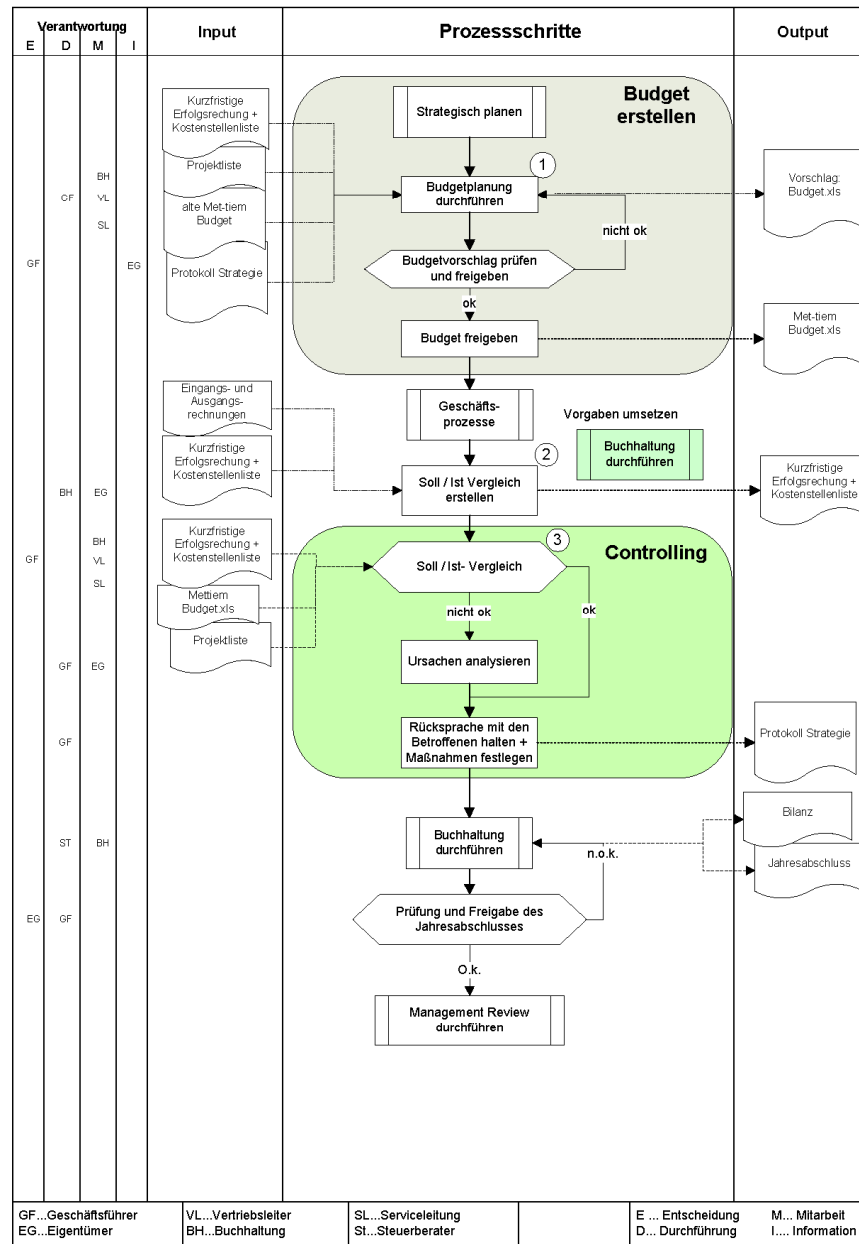 Verantwortung
E D M I
Input
Prozessschritte
Output
Kurzfristige
Erfolgsrechung +
Kostenstellenliste
Projektliste
alte Met-tiem
Budget
Protokoll Strategie
BH
GF VL
SL
GF EG
Budget
erstellen
Strategisch planen
1
Budgetplanung
durchführen
nicht ok
Budgetvorschlag prüfen
und freigeben
ok
Budget freigeben
Vorschlag:
Budget.xls
Met-tiem
Budget.xls
Eingangs- und
Ausgangs-
rechnungen
Kurzfristige
Erfolgsrechung +
Kostenstellenliste
BH EG
Geschäfts-
prozesse
Vorgaben umsetzen
Buchhaltung
durchführen
2
Soll / Ist Vergleich
erstellen
Kurzfristige
Erfolgsrechung +
Kostenstellenliste
Kurzfristige
Erfolgsrechung +
Kostenstellenliste
Mettiem
Budget.xls
Projektliste
BH
GF VL
SL
GF EG
GF
Controlling
3
Soll / Ist- Vergleich
nicht ok
ok
Ursachen analysieren
Rücksprache mit den
Betroffenen halten +
Maßnahmen festlegen
Protokoll Strategie
ST BH
Buchhaltung
durchführen
n.o.k.
Bilanz
Jahresabschluss
EG GF
Prüfung und Freigabe des
Jahresabschlusses
O.k.
Management Review
durchführen
GF...Geschäftsführer
EG...Eigentümer
VL...Vertriebsleiter
BH...Buchhaltung
SL...Serviceleitung
St...Steuerberater
E ... Entscheidung
D... Durchführung
M... Mitarbeit
I.... Information